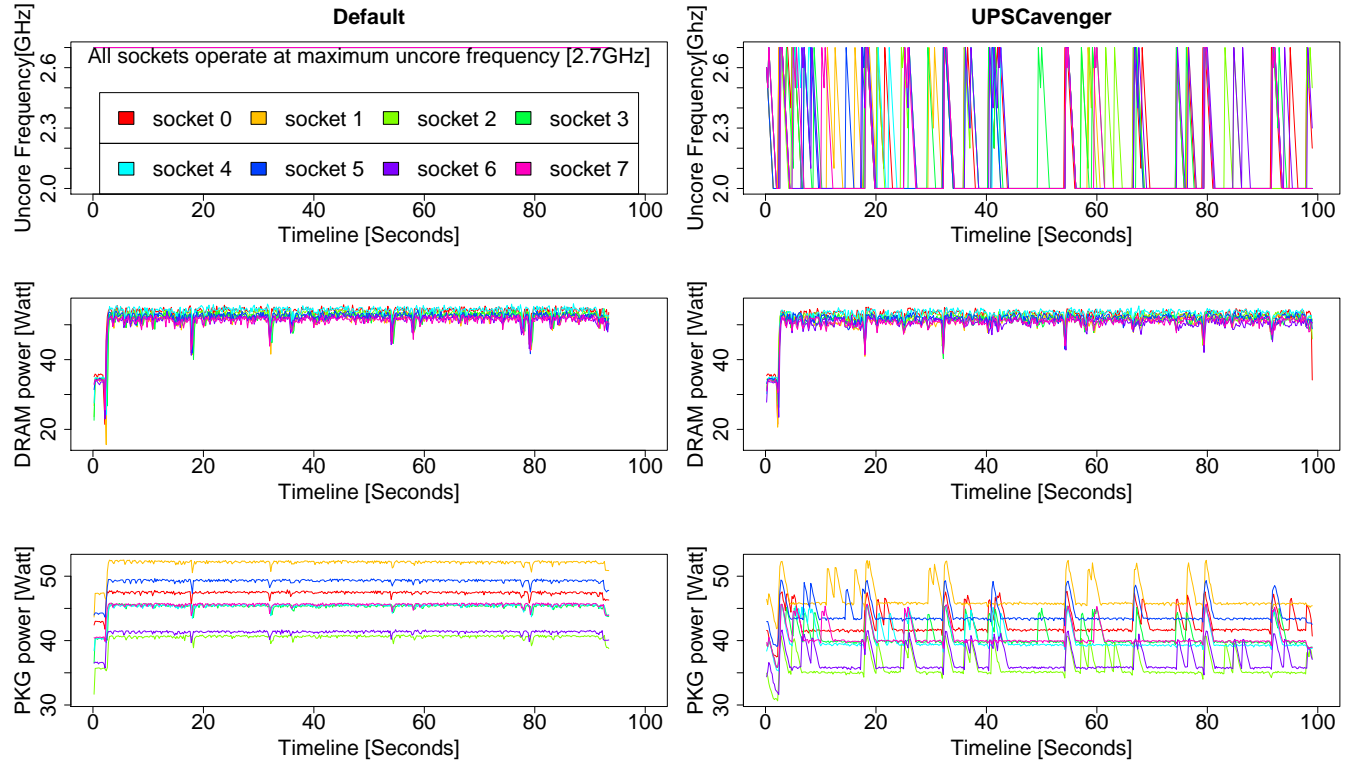 Default
UPSCavenger
Uncore Frequency[GHz]
2.0 2.3 2.6
All sockets operate at maximum uncore frequency [2.7GHz]
socket 0 socket 1 socket 2 socket 3
socket 4 socket 5 socket 6 socket 7
0 20 40 60 80 100
Timeline [Seconds]
Uncore Frequency[Ghz]
2.0 2.3 2.6
0 20 40 60 80 100
Timeline [Seconds]
DRAM power [Watt]
20 40
0 20 40 60 80 100
Timeline [Seconds]
DRAM power [Watt]
20 40
0 20 40 60 80 100
Timeline [Seconds]
PKG power [Watt]
30 40 50
0 20 40 60 80 100
Timeline [Seconds]
PKG power [Watt]
30 40 50
0 20 40 60 80 100
Timeline [Seconds]